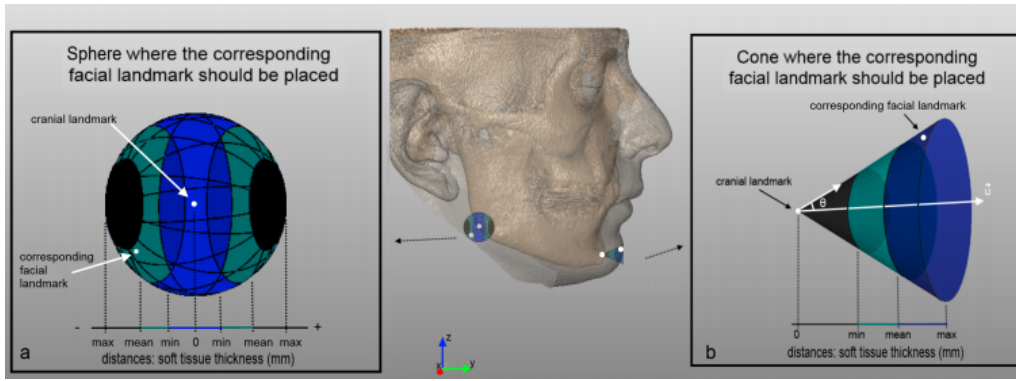 Sphere where the corresponding
facial landmark should be placed
cranial landmark
corresponding
facial
landmark
- +
max mean min 0 min mean max
a distances: soft tissue thickness (mm)
z
x y
Cone where the corresponding
facial landmark should be placed
corresponding facial landmark
cranial landmark
θ
0 min mean max
b distances: soft tissue thickness (mm)